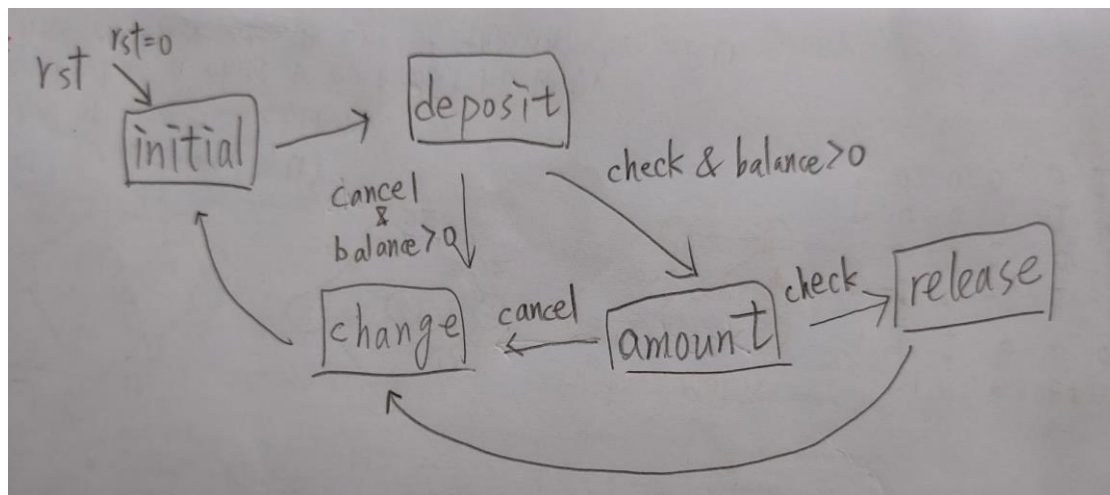 rst
rst=0
initial
deposit
check & balance>0
cancel
&
balance>0
change
cancel
amount
check
release